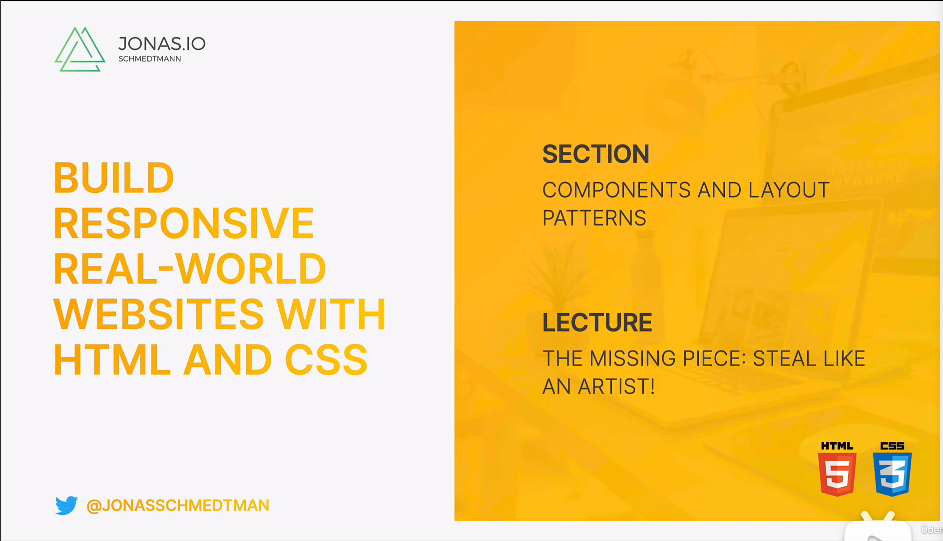 JONAS.IO
SCHMEDTMANN
BUILD
RESPONSIVE
REAL-WORLD
WEBSITES WITH
HTML AND CSS
@JONASSCHMEDTMAN
SECTION
COMPONENTS AND LAYOUT
PATTERNS
LECTURE
THE MISSING PIECE: STEAL LIKE
AN ARTIST!
HTML
5
CSS
3